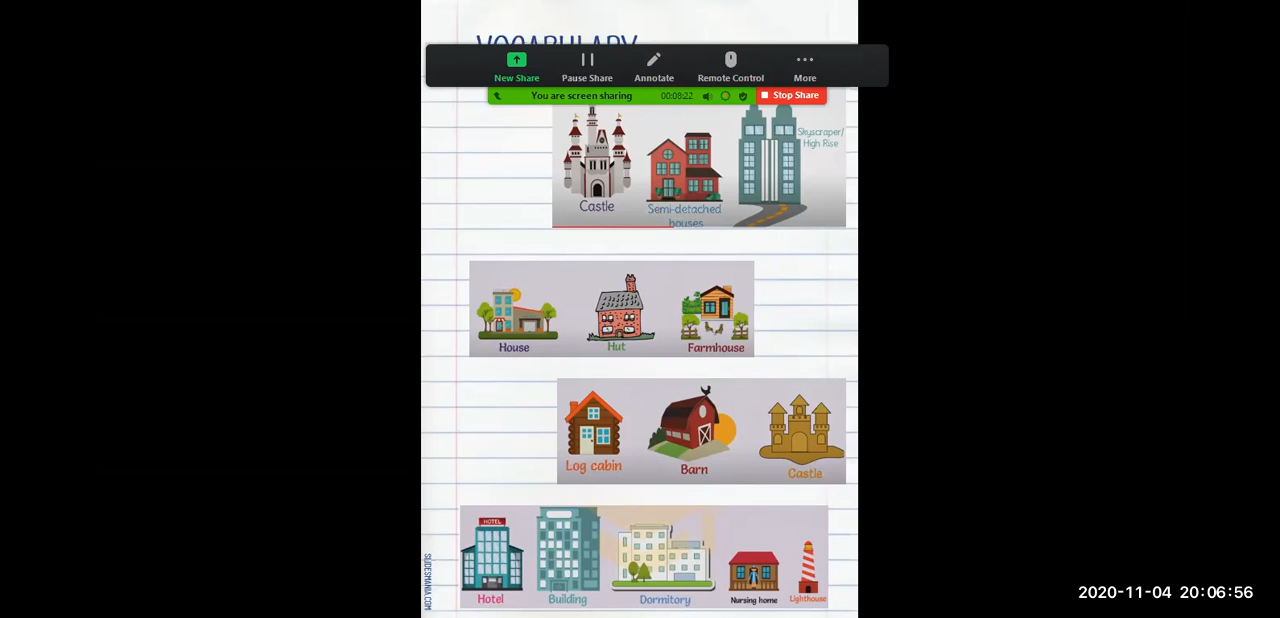 VOCABULARY
New Share Pause Share Annotate Remote Control More
You are screen sharing 00:08:22 Stop Share
Skyscraper/
High Rise
Castle
Semi-detached
houses
House Hut Farmhouse
Log cabin Barn Castle
HOTEL
Hotel Building Dormitory Nursing home Lighthouse
SLIDESMANIA.COM
2020-11-04 20:06:56